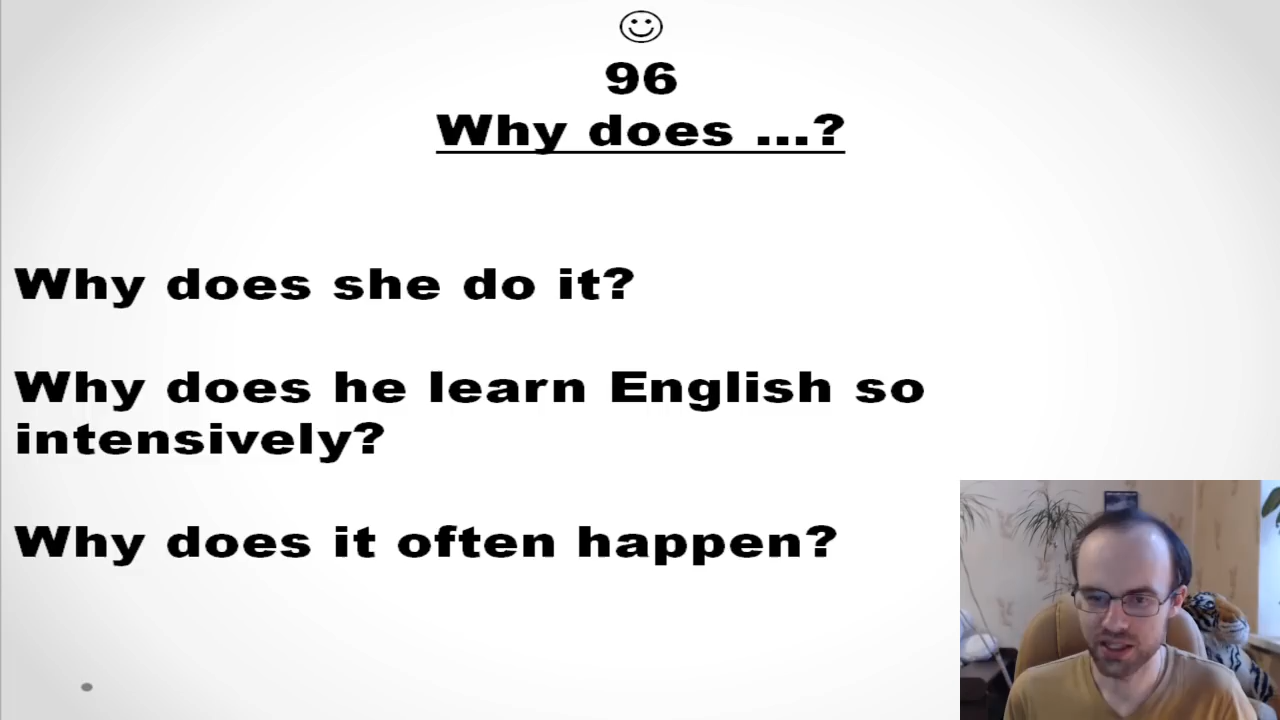 96
Why does ...?
Why does she do it?
Why does he learn English so
intensively?
Why does it often happen?